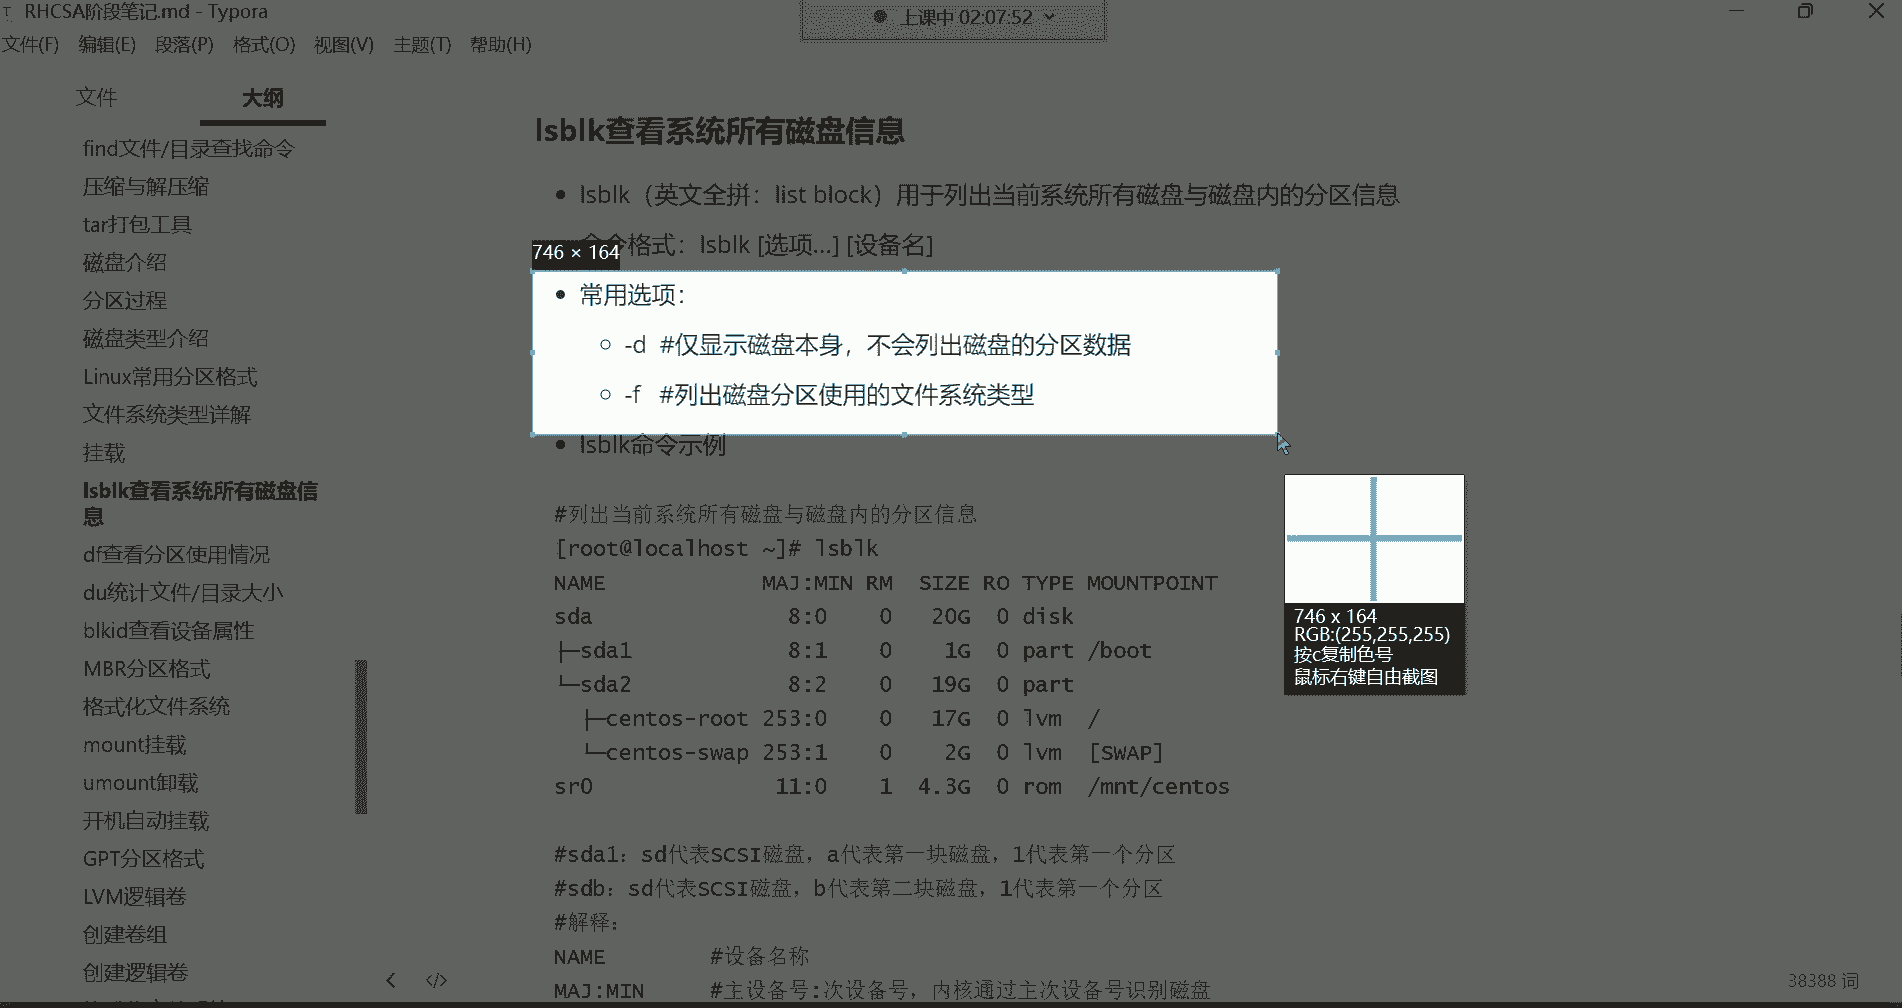 RHCSA阶段笔记.md - Typora
上课中 02:07:52
文件(F) 编辑(E) 段落(P) 格式(O) 视图(V) 主题(T) 帮助(H)
文件 大纲
find文件/目录查找命令
压缩与解压缩
tar打包工具
磁盘介绍
分区过程
磁盘类型介绍
Linux常用分区格式
文件系统类型详解
挂载
lsblk查看系统所有磁盘信
息
df查看分区使用情况
du统计文件/目录大小
blkid查看设备属性
MBR分区格式
格式化文件系统
mount挂载
umount卸载
开机自动挂载
GPT分区格式
LVM逻辑卷
创建卷组
创建逻辑卷
lsblk查看系统所有磁盘信息
lsblk（英文全拼：list block）用于列出当前系统所有磁盘与磁盘内的分区信息
命令格式：lsblk [选项...] [设备名]
746 × 164
常用选项：
-d #仅显示磁盘本身，不会列出磁盘的分区数据
-f #列出磁盘分区使用的文件系统类型
lsblk命令示例
#列出当前系统所有磁盘与磁盘内的分区信息
[root@localhost ~]# lsblk
NAME MAJ:MIN RM SIZE RO TYPE MOUNTPOINT
sda 8:0 0 20G 0 disk
├─sda1 8:1 0 1G 0 part /boot
└─sda2 8:2 0 19G 0 part
├─centos-root 253:0 0 17G 0 lvm /
└─centos-swap 253:1 0 2G 0 lvm [SWAP]
sr0 11:0 1 4.3G 0 rom /mnt/centos
#sda1：sd代表SCSI磁盘，a代表第一块磁盘，1代表第一个分区
#sdb：sd代表SCSI磁盘，b代表第二块磁盘，1代表第一个分区
#解释：
NAME #设备名称
MAJ:MIN #主设备号:次设备号，内核通过主次设备号识别磁盘
746 x 164
RGB:(255,255,255)
按c复制色号
鼠标右键自由截图
38388 词